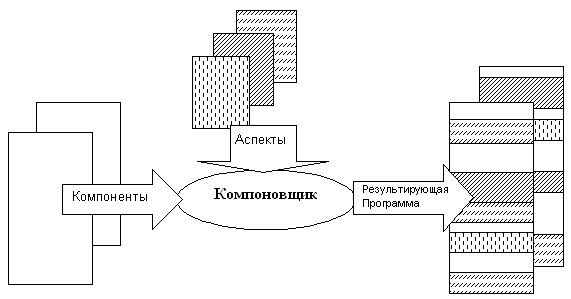 Аспекты
Компоненты
Компоновщик
Результирующая
Программа